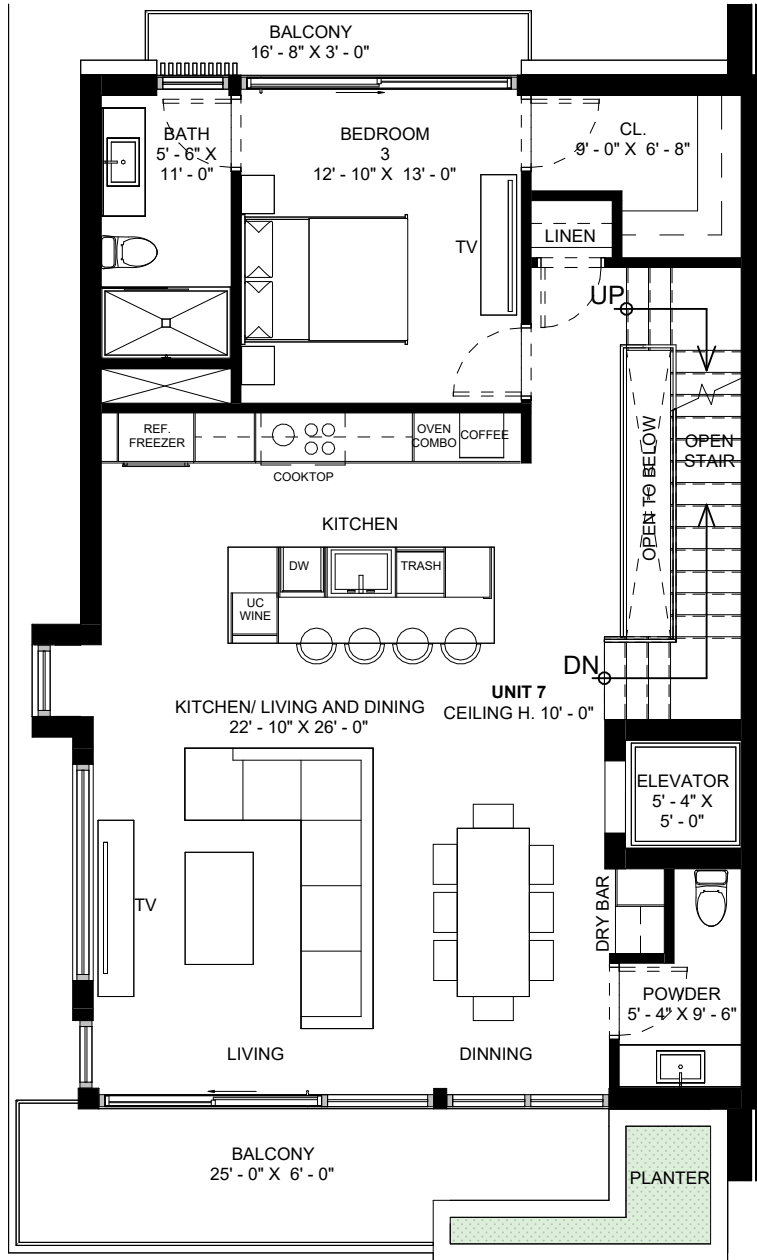 BALCONY
16' - 8" X 3' - 0"
BATH
5' - 6" X
11' - 0"
BEDROOM
3
12' - 10" X 13' - 0"
CL.
9' - 0" X 6' - 8"
TV
LINEN
UP
REF.
FREEZER
OVEN
COMBO
COFFEE
COOKTOP
OPEN TO BELOW
OPEN
STAIR
KITCHEN
DW
TRASH
UC
WINE
DN
UNIT 7
CEILING H. 10' - 0"
KITCHEN/ LIVING AND DINING
22' - 10" X 26' - 0"
ELEVATOR
5' - 4" X
5' - 0"
TV
DRY BAR
POWDER
5' - 4" X 9' - 6"
LIVING
DINNING
BALCONY
25' - 0" X 6' - 0"
PLANTER